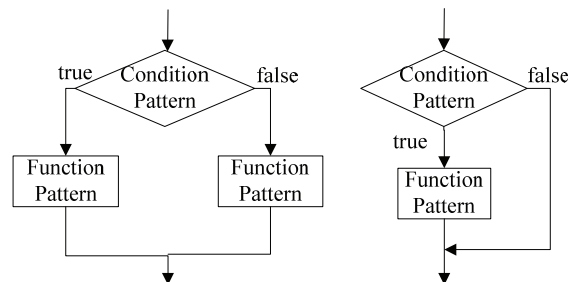 true
Condition
Pattern
false
Function
Pattern
Function
Pattern
Condition
Pattern
false
true
Function
Pattern